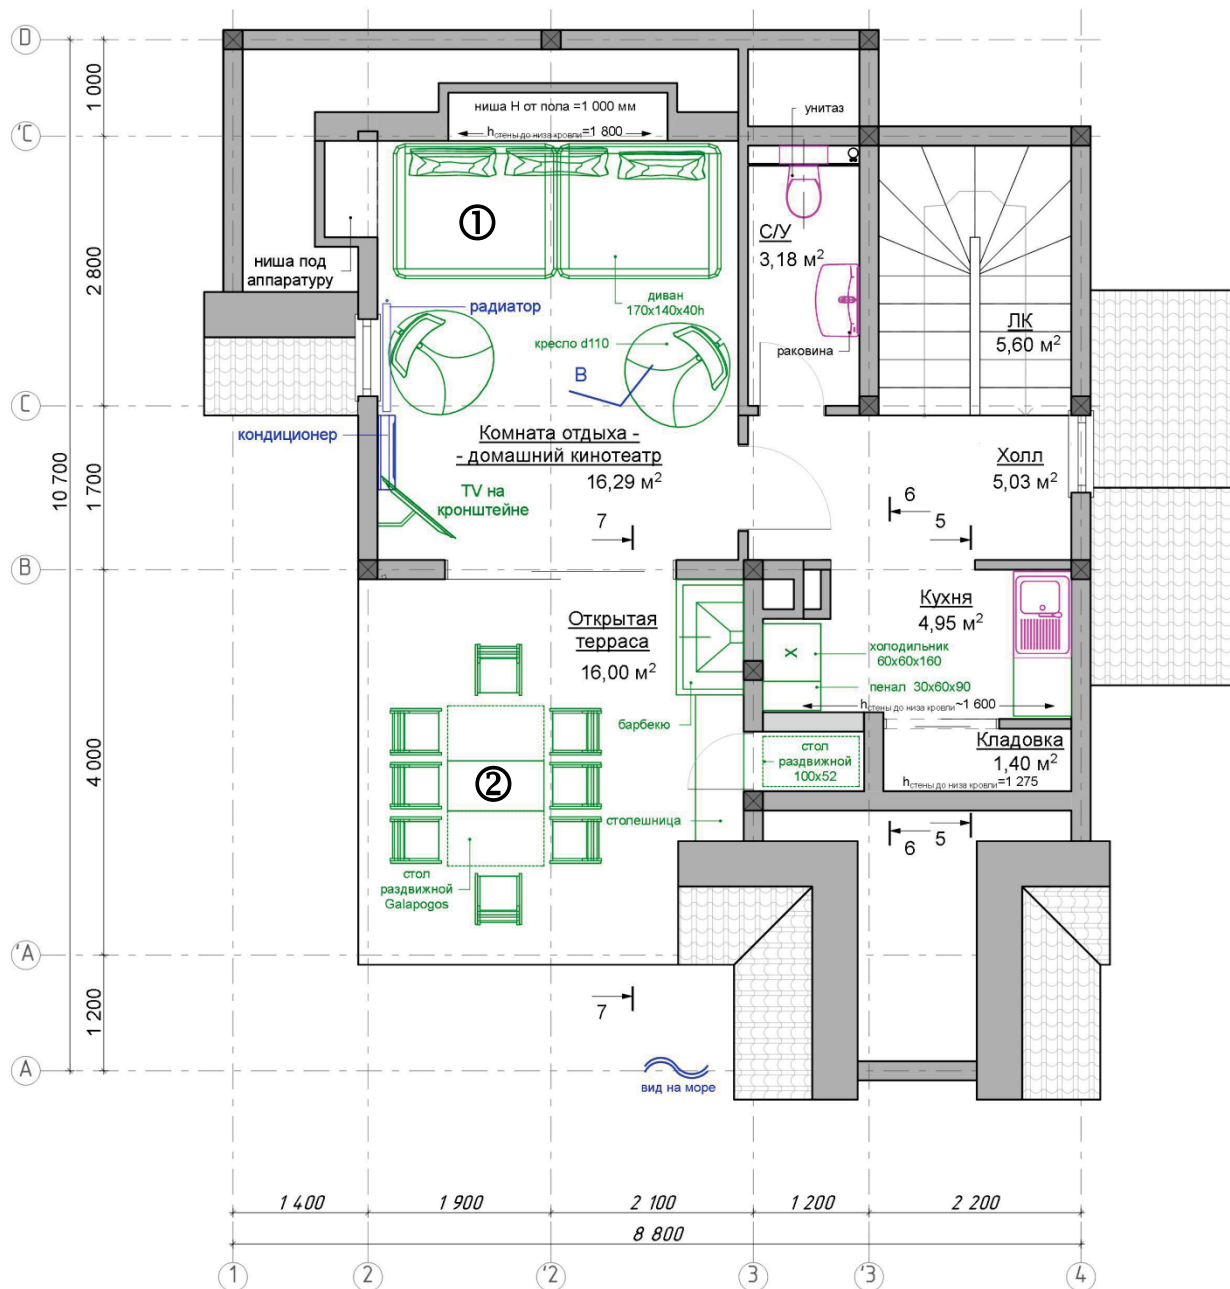 D
1 000
'C
ниша H от пола =1 000 мм
hстены до низа кровли=1 800
унитаз
①
С/У
3,18 м²
ниша под
аппаратуру
2 800
радиатор
диван
170x140x40h
ЛК
5,60 м²
кресло d110
раковина
B
C
кондиционер
Комната отдыха -
- домашний кинотеатр
16,29 м²
Холл
5,03 м²
10 700
1 700
TV на
кронштейне
7
6
5
B
Открытая
терраса
16,00 м²
Кухня
4,95 м²
X
холодильник
60x60x160
пенал 30x60x90
hстены до низа кровли~1 600
барбекю
4 000
②
стол
раздвижной
100x52
Кладовка
1,40 м²
hстены до низа кровли=1 275
столешница
6
5
стол
раздвижной
Galapogos
'A
1 200
7
A
вид на море
1 400
1 900
2 100
1 200
2 200
8 800
1
2
'2
3
'3
4